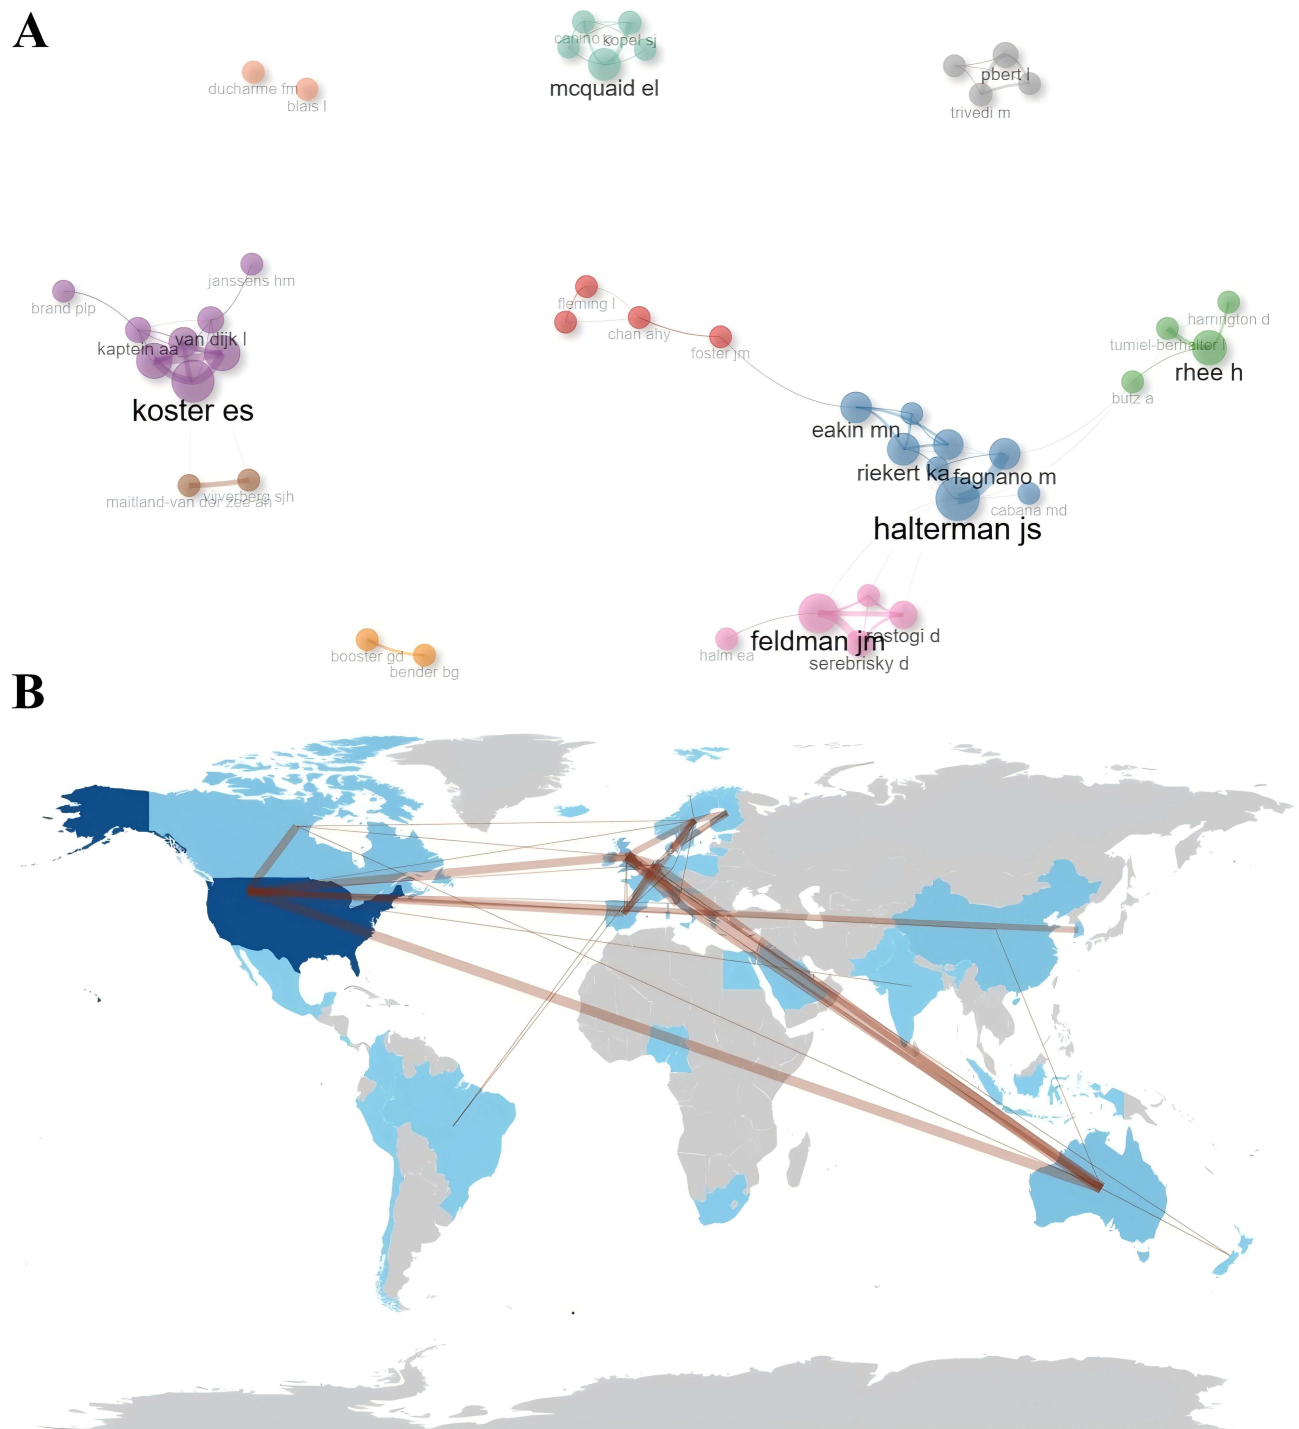 A
canino g
kopel sj
mcquaid el
ducharme fm
blais l
pbert l
trivedi m
janssens hm
brand plp
van dijk l
kaptein aa
koster es
vijverberg sjh
maitland-van der zee ah
fleming l
chan ahy
foster jm
harrington d
tumiel-berhalter l
rhee h
butz a
eakin mn
riekert ka
fagnano m
cabana md
halterman js
feldman jm
rastogi d
halm ea
serebrisky d
booster gd
bender bg
B